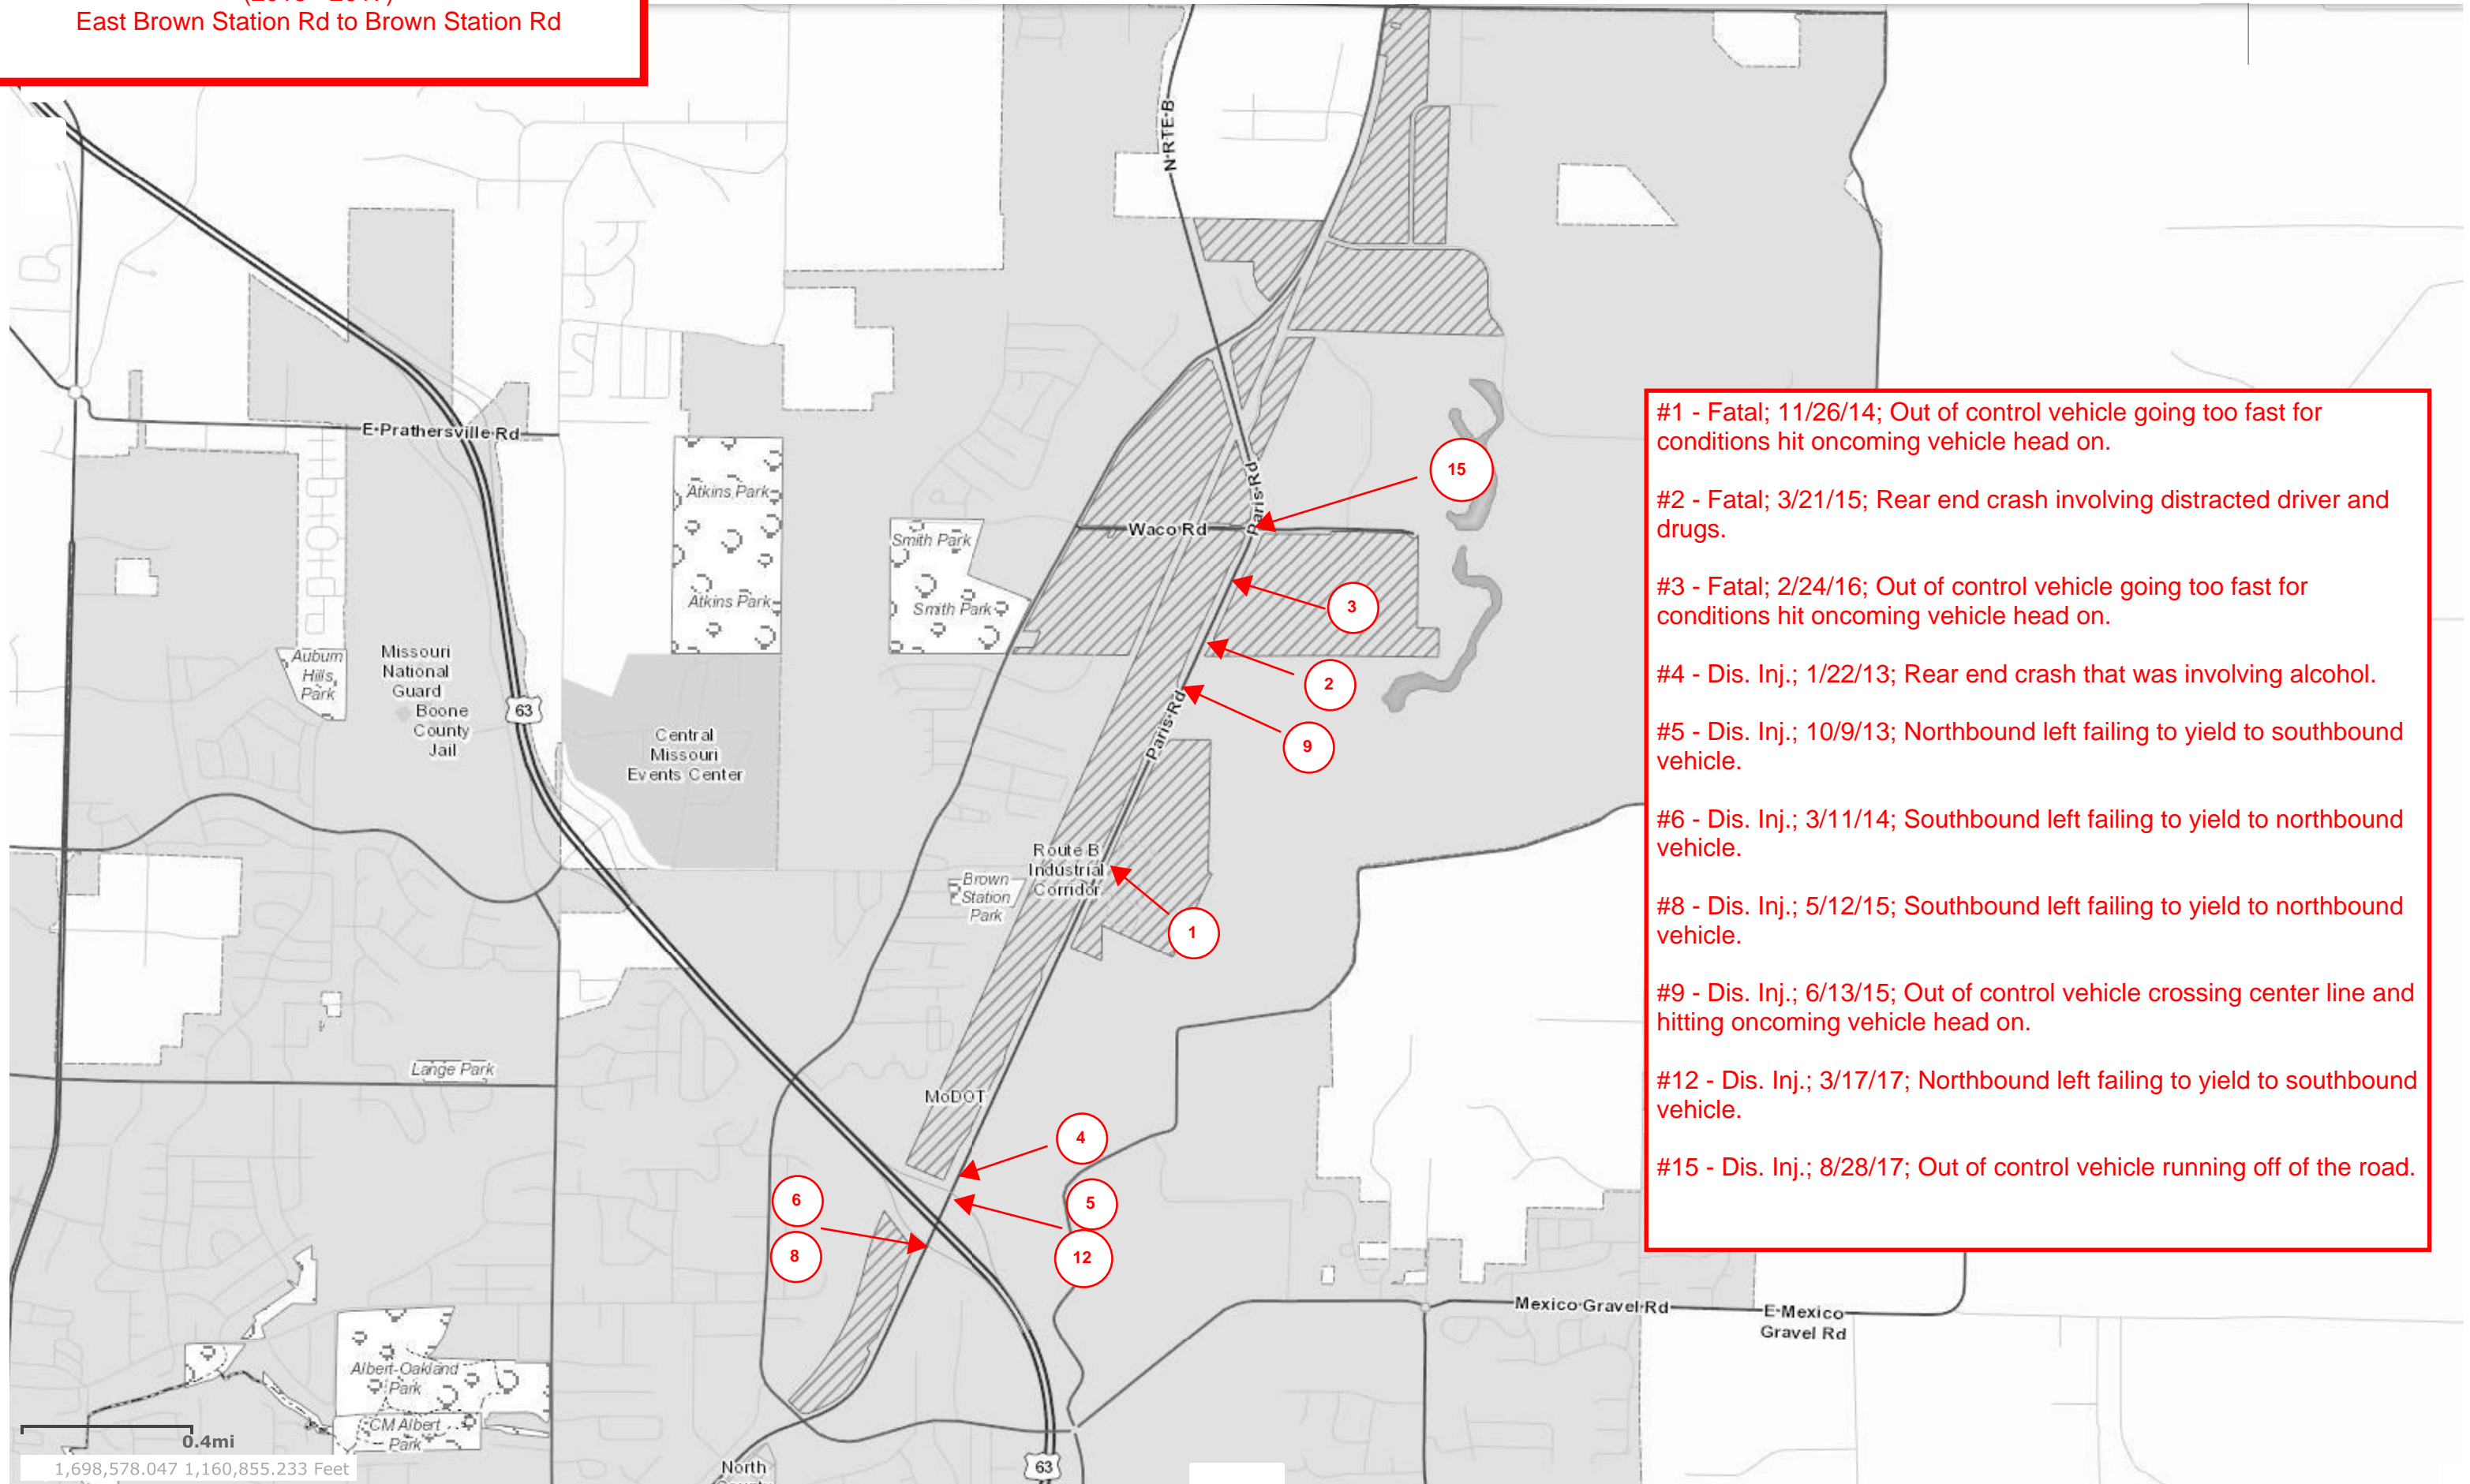 East Brown Station Rd to Brown Station Rd
N RTE B
E Prathersville Rd
Atkins Park
Paris Rd
15
Waco Rd
Smith Park
Atkins Park
Smith Park
3
Auburn
Hills
Park
Missouri
National
Guard
Boone
County
Jail
63
2
Central
Missouri
Events Center
Paris Rd
9
Route B
Industrial
Corridor
Brown
Station
Park
1
Lange Park
MoDOT
4
6
5
8
12
Mexico Gravel Rd
E Mexico
Gravel Rd
Albert-Oakland
Park
CM Albert
Park
0.4mi
1,698,578.047 1,160,855.233 Feet
North
63
#1 - Fatal; 11/26/14; Out of control vehicle going too fast for
conditions hit oncoming vehicle head on.
#2 - Fatal; 3/21/15; Rear end crash involving distracted driver and
drugs.
#3 - Fatal; 2/24/16; Out of control vehicle going too fast for
conditions hit oncoming vehicle head on.
#4 - Dis. Inj.; 1/22/13; Rear end crash that was involving alcohol.
#5 - Dis. Inj.; 10/9/13; Northbound left failing to yield to southbound
vehicle.
#6 - Dis. Inj.; 3/11/14; Southbound left failing to yield to northbound
vehicle.
#8 - Dis. Inj.; 5/12/15; Southbound left failing to yield to northbound
vehicle.
#9 - Dis. Inj.; 6/13/15; Out of control vehicle crossing center line and
hitting oncoming vehicle head on.
#12 - Dis. Inj.; 3/17/17; Northbound left failing to yield to southbound
vehicle.
#15 - Dis. Inj.; 8/28/17; Out of control vehicle running off of the road.